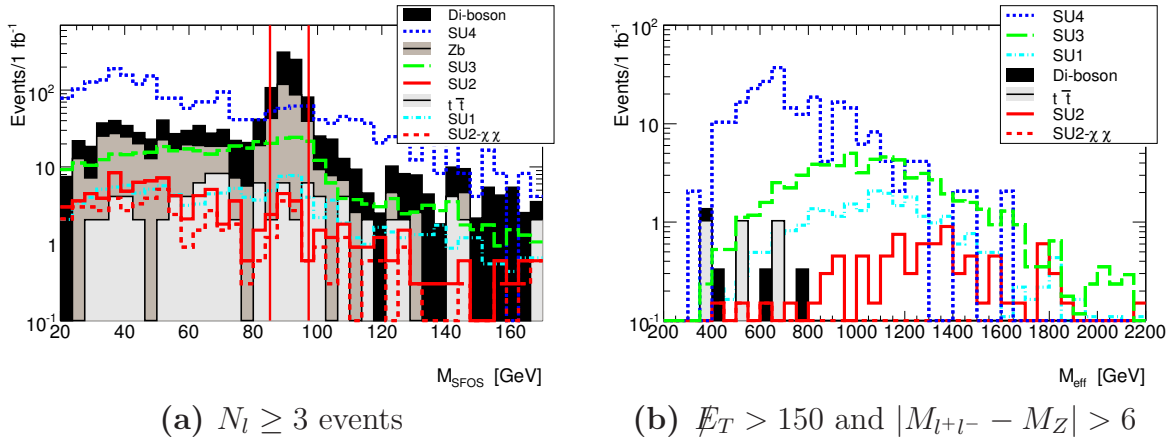 Events/1 fb⁻¹
10²
10
1
10⁻¹
20 40 60 80 100 120 140 160
M_SFOS [GeV]
Di-boson
SU4
Zb
SU3
SU2
t t̅
SU1
SU2-χχ
(a) N_l ≥ 3 events
Events/1 fb⁻¹
10²
10
1
10⁻¹
200 400 600 800 1000 1200 1400 1600 1800 2000 2200
M_eff [GeV]
SU4
SU3
SU1
Di-boson
t t̅
SU2
SU2-χχ
(b) E̸_T > 150 and |M_{l⁺l⁻} − M_Z| > 6